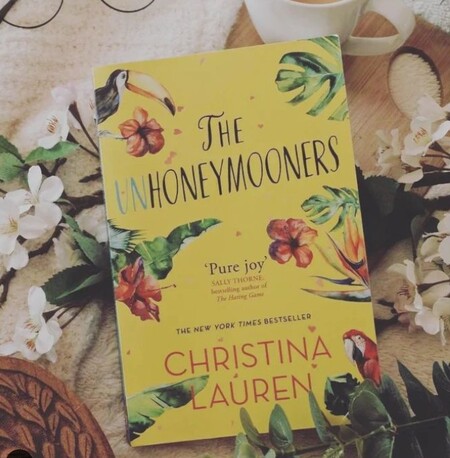 THE
UNHONEYMOONERS
'Pure joy'
SALLY THORNE,
bestselling author of
The Hating Game
THE NEW YORK TIMES BESTSELLER
CHRISTINA
LAUREN